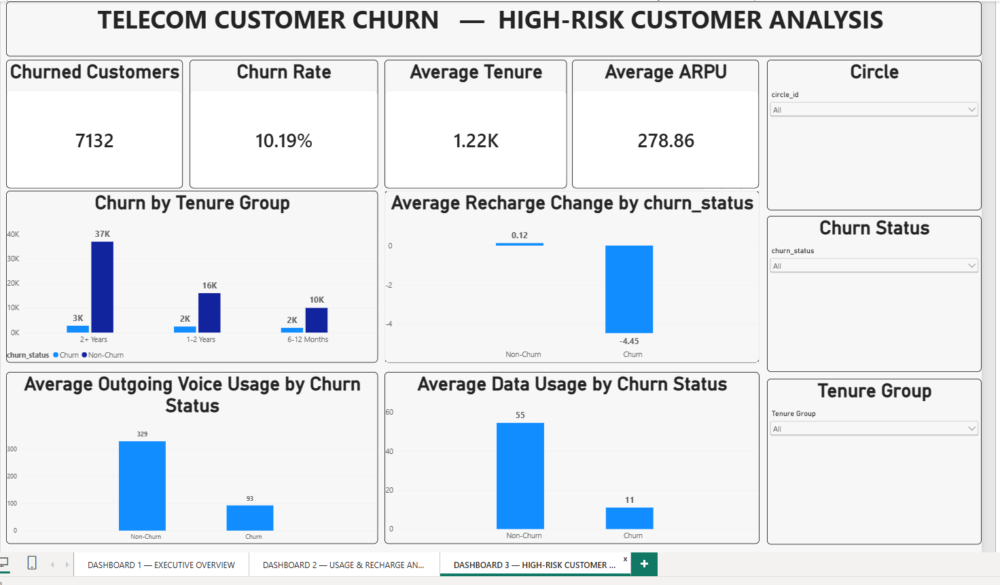 TELECOM CUSTOMER CHURN — HIGH-RISK CUSTOMER ANALYSIS
Churned Customers
7132
Churn Rate
10.19%
Average Tenure
1.22K
Average ARPU
278.86
Circle
circle_id
All
Churn by Tenure Group
40K
30K
20K
10K
0K
3K
37K
2K
16K
2K
10K
2+ Years
1-2 Years
6-12 Months
churn_status Churn Non-Churn
Average Recharge Change by churn_status
0
-2
-4
0.12
-4.45
Non-Churn
Churn
Churn Status
churn_status
All
Average Outgoing Voice Usage by Churn
Status
300
200
100
0
329
93
Non-Churn
Churn
Average Data Usage by Churn Status
60
40
20
0
55
11
Non-Churn
Churn
Tenure Group
Tenure Group
All
DASHBOARD 1 — EXECUTIVE OVERVIEW
DASHBOARD 2 — USAGE & RECHARGE AN...
DASHBOARD 3 — HIGH-RISK CUSTOMER ...
x
+